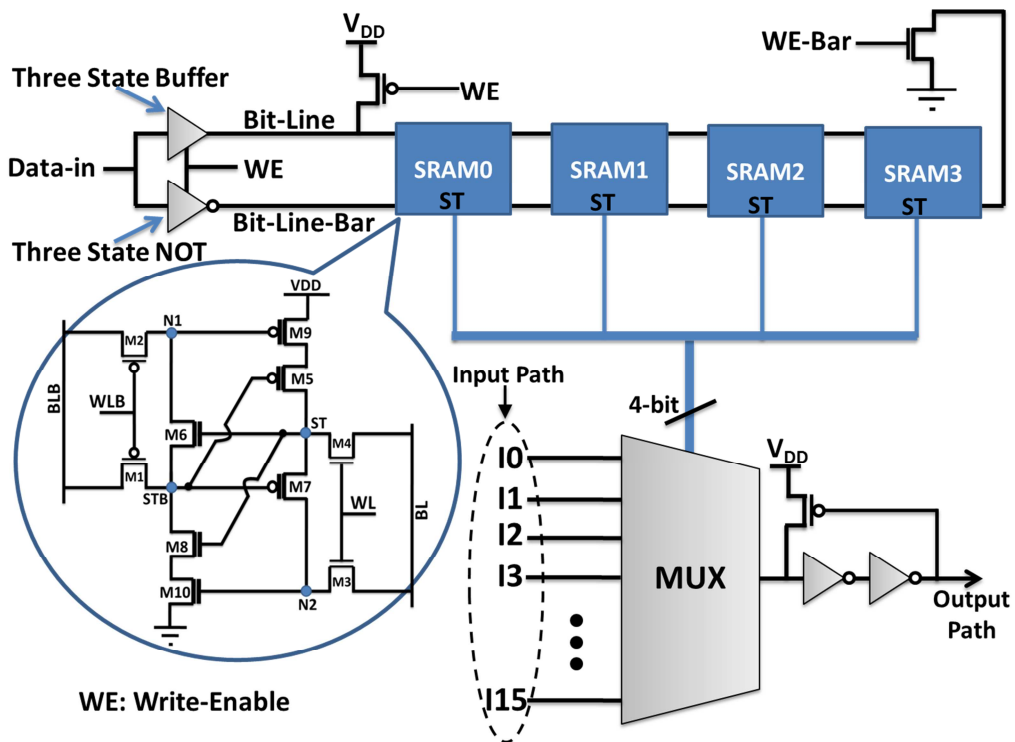 V_DD
WE-Bar
Three State Buffer
WE
Bit-Line
Data-in
WE
SRAM0
ST
SRAM1
ST
SRAM2
ST
SRAM3
ST
Bit-Line-Bar
Three State NOT
VDD
N1
M2
M9
M5
BLB
WLB
ST
M6
M4
M1
M7
STB
WL
BL
M8
M10
N2
M3
WE: Write-Enable
Input Path
4-bit
I0
I1
I2
I3
I15
MUX
V_DD
Output
Path